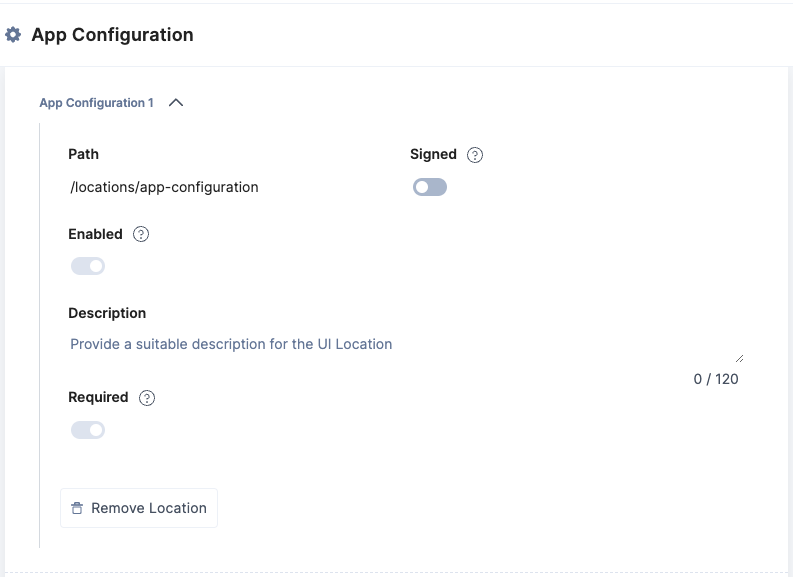 App Configuration
App Configuration 1
Path
Signed ?
/locations/app-configuration
Enabled ?
Description
Provide a suitable description for the UI Location
0 / 120
Required ?
Remove Location